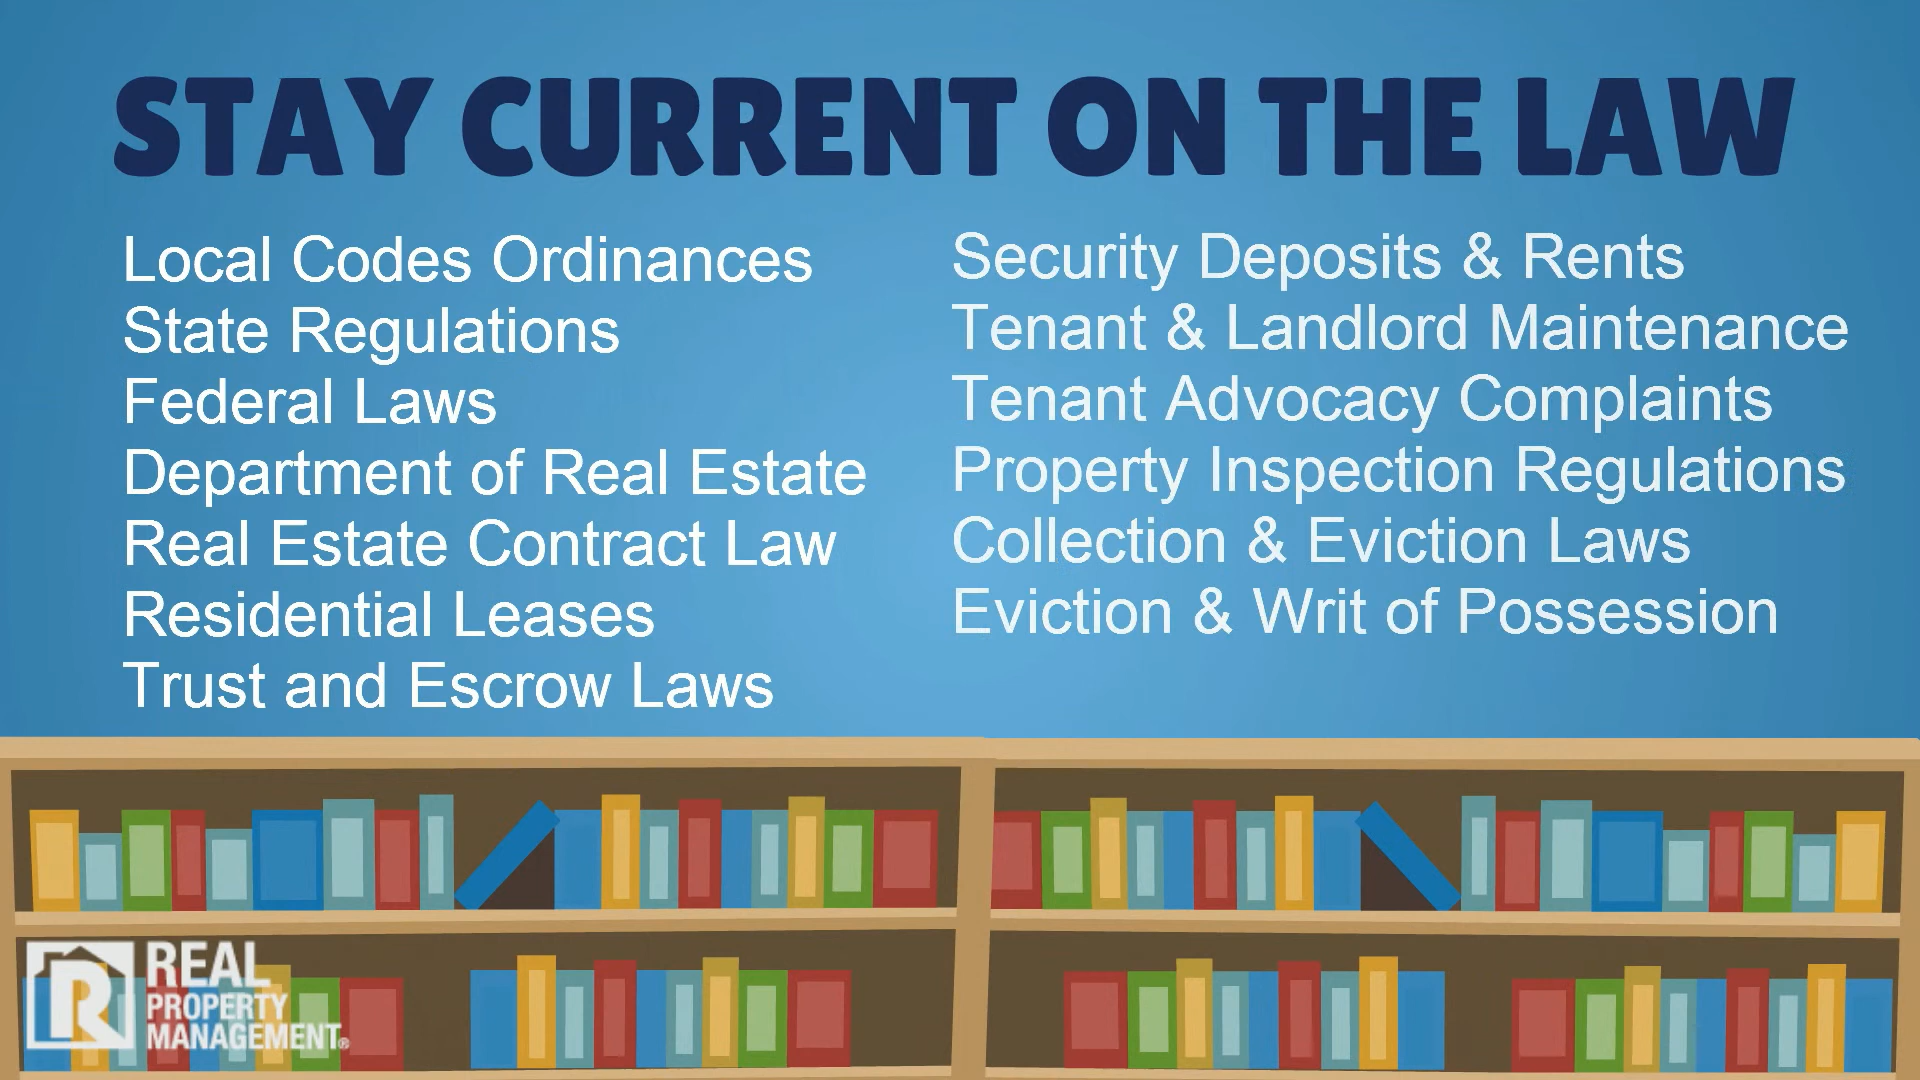 STAY CURRENT ON THE LAW
Local Codes Ordinances
State Regulations
Federal Laws
Department of Real Estate
Real Estate Contract Law
Residential Leases
Trust and Escrow Laws
Security Deposits & Rents
Tenant & Landlord Maintenance
Tenant Advocacy Complaints
Property Inspection Regulations
Collection & Eviction Laws
Eviction & Writ of Possession
REAL
PROPERTY
MANAGEMENT®